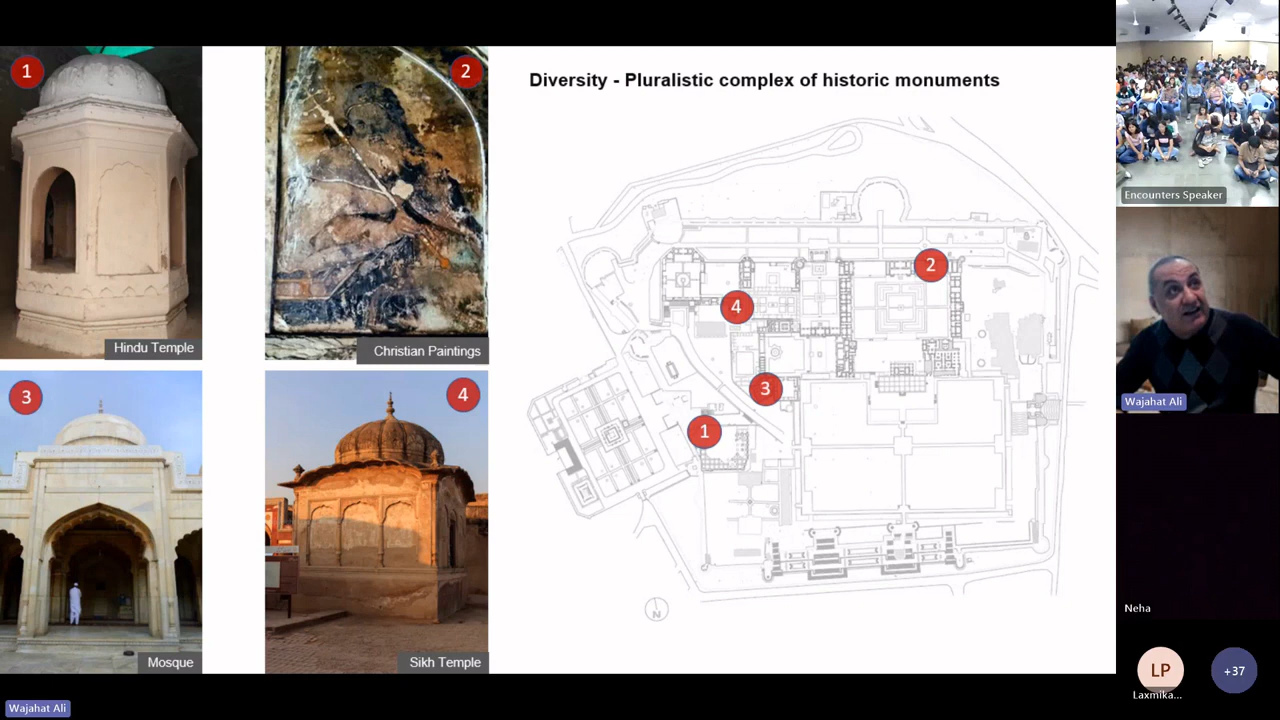 Diversity - Pluralistic complex of historic monuments
1
Hindu Temple
2
Christian Paintings
3
Mosque
4
Sikh Temple
2
4
3
1
N
Encounters Speaker
Wajahat Ali
Neha
LP
Laxmika...
+37
Wajahat Ali